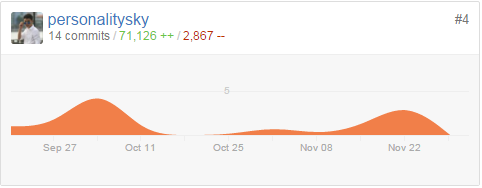 personalitysky #4
14 commits / 71,126 ++ / 2,867 --
5
Sep 27 Oct 11 Oct 25 Nov 08 Nov 22